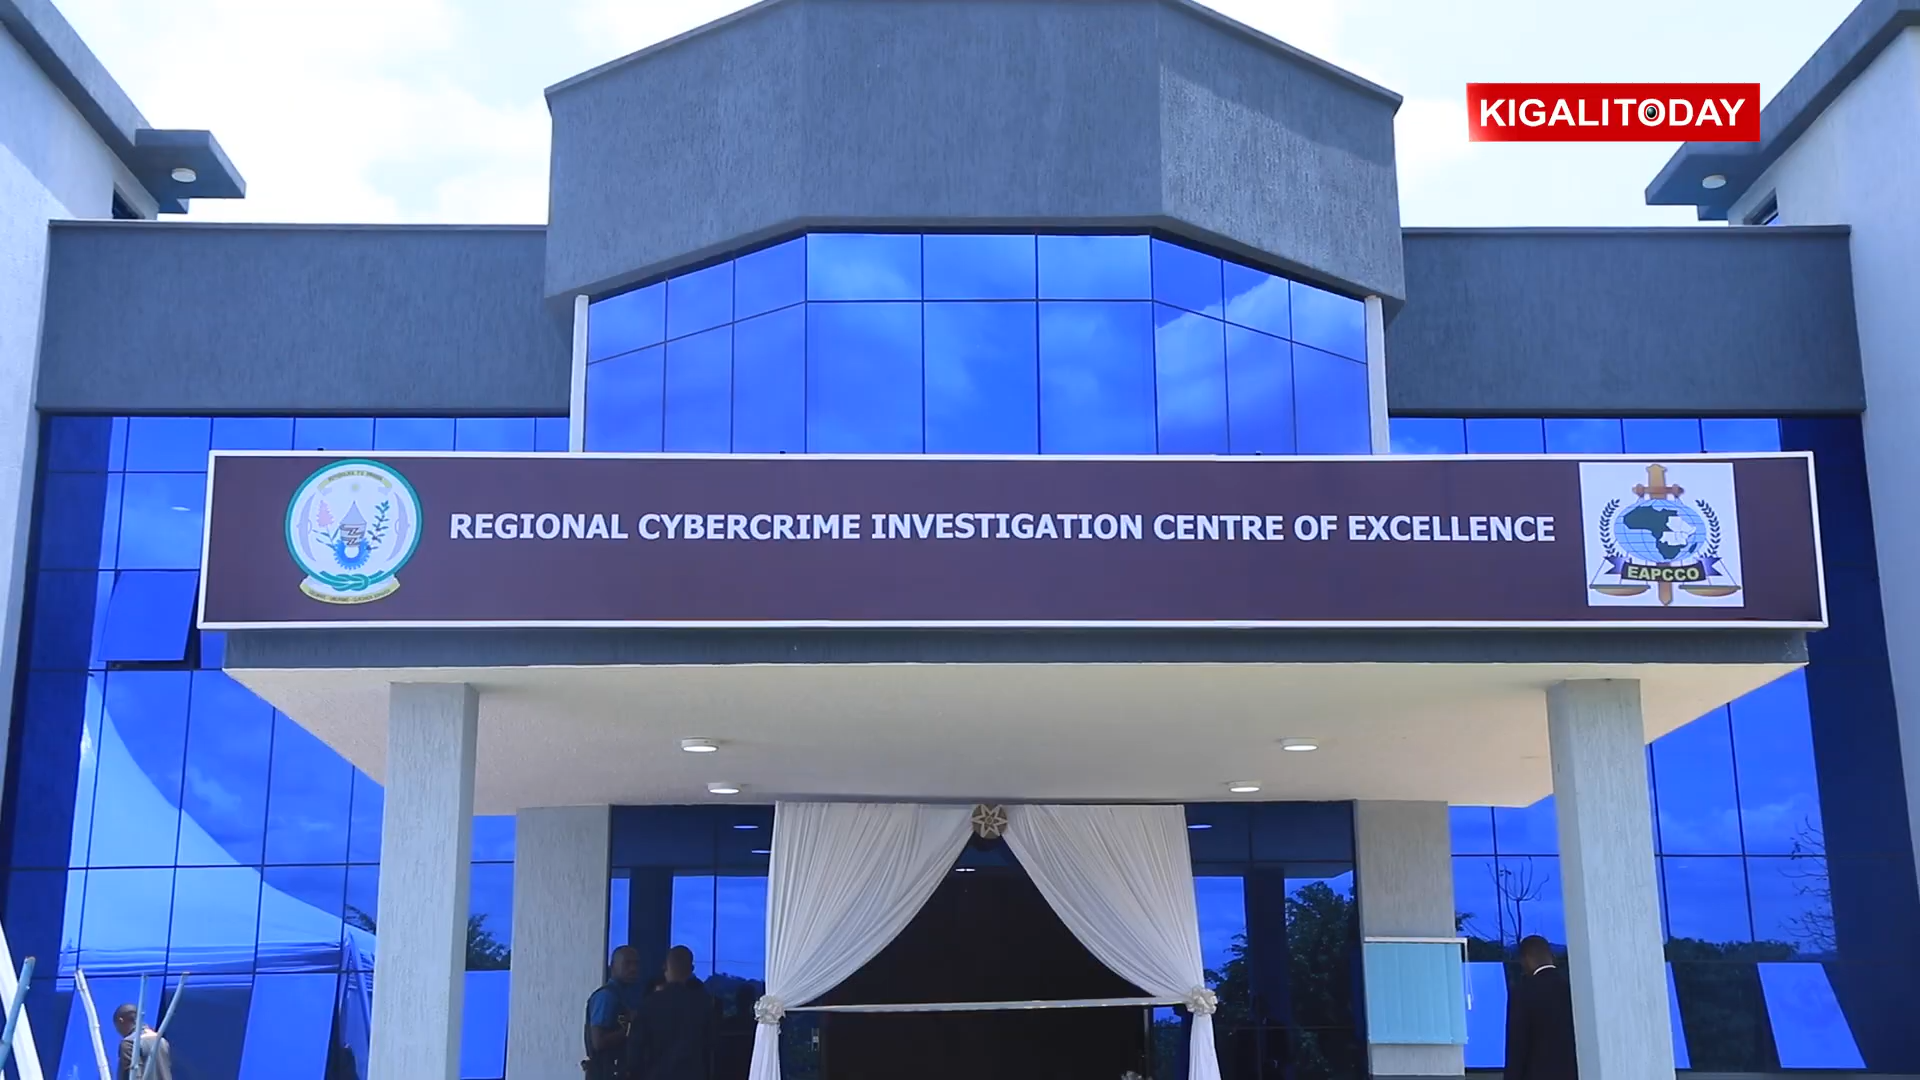 KIGALITODAY
REGIONAL CYBERCRIME INVESTIGATION CENTRE OF EXCELLENCE
EAPCCO